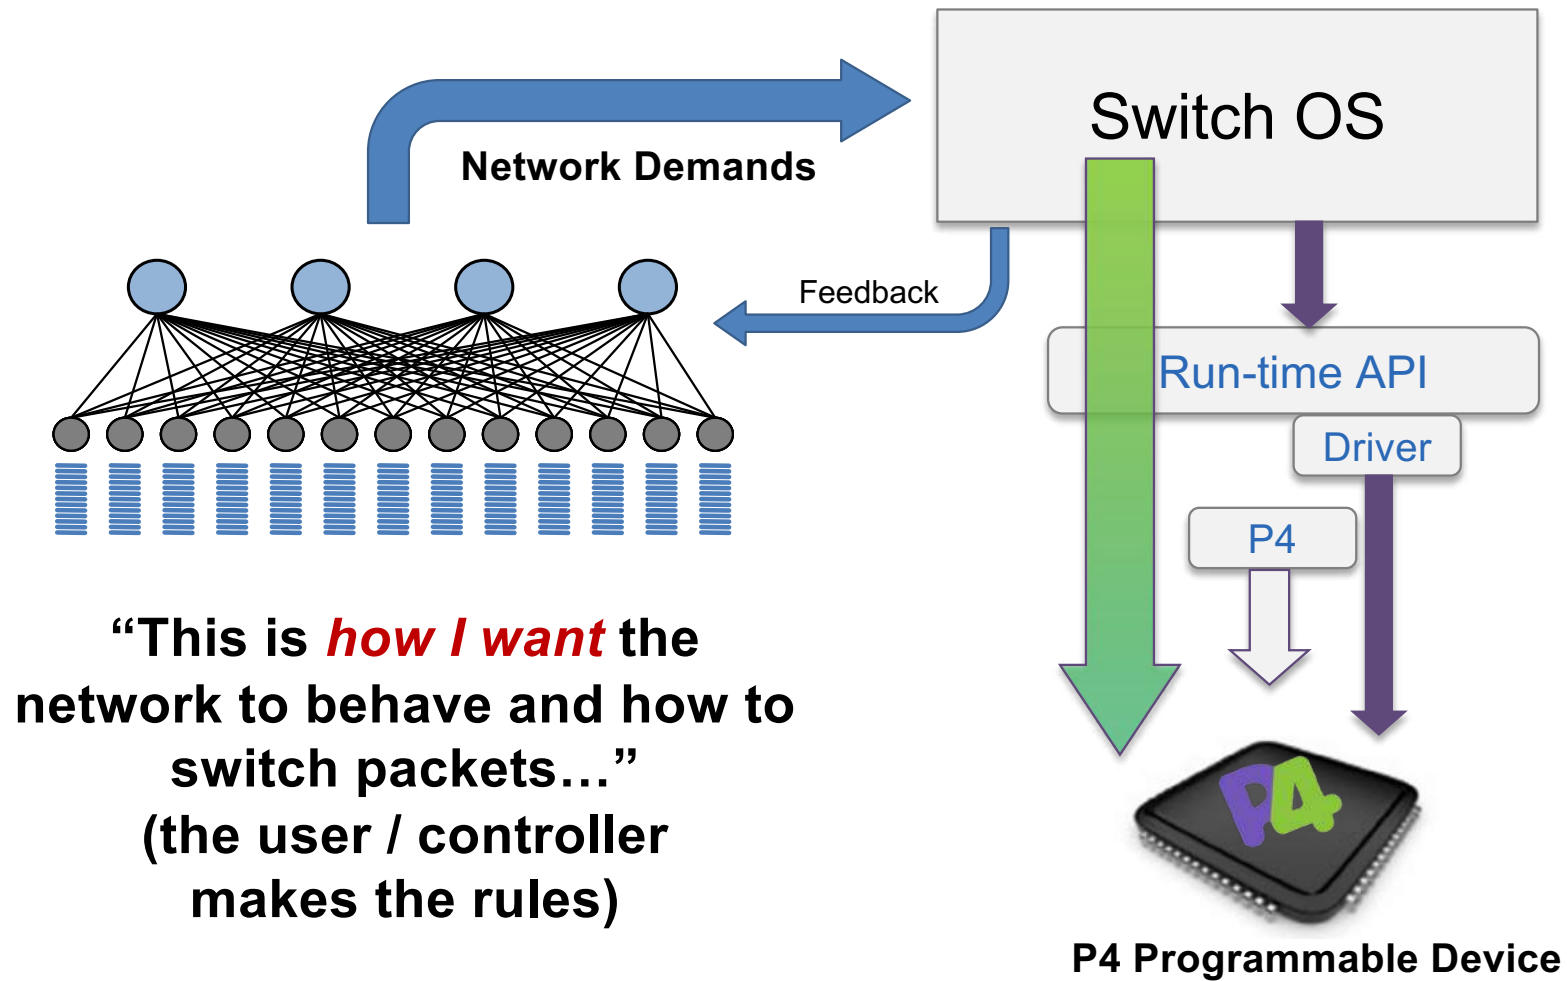 Switch OS
Network Demands
Feedback
Run-time API
Driver
P4
“This is how I want the
network to behave and how to
switch packets…”
(the user / controller
makes the rules)
P4
P4 Programmable Device